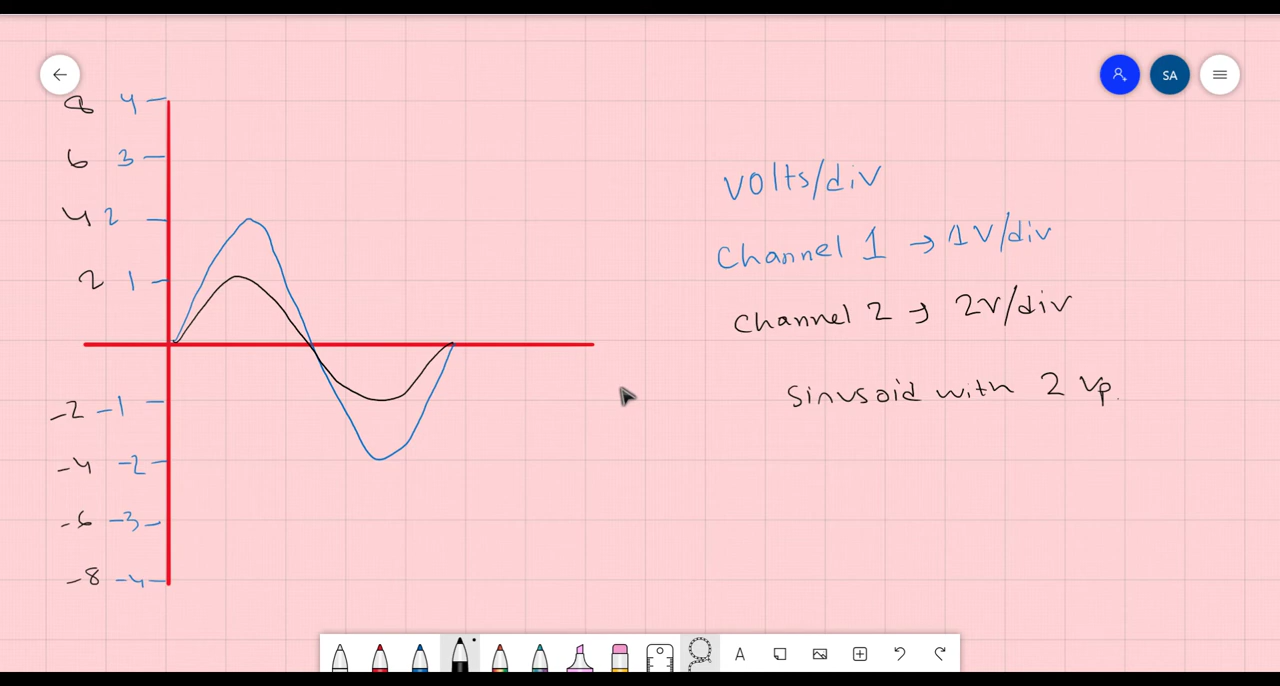 SA
8 4
6 3
4 2
2 1
-2 -1
-4 -2
-6 -3
-8 -4
volts/div
Channel 1 → 1V/div
Channel 2 → 2V/div
Sinusoid with 2 Vp.
A